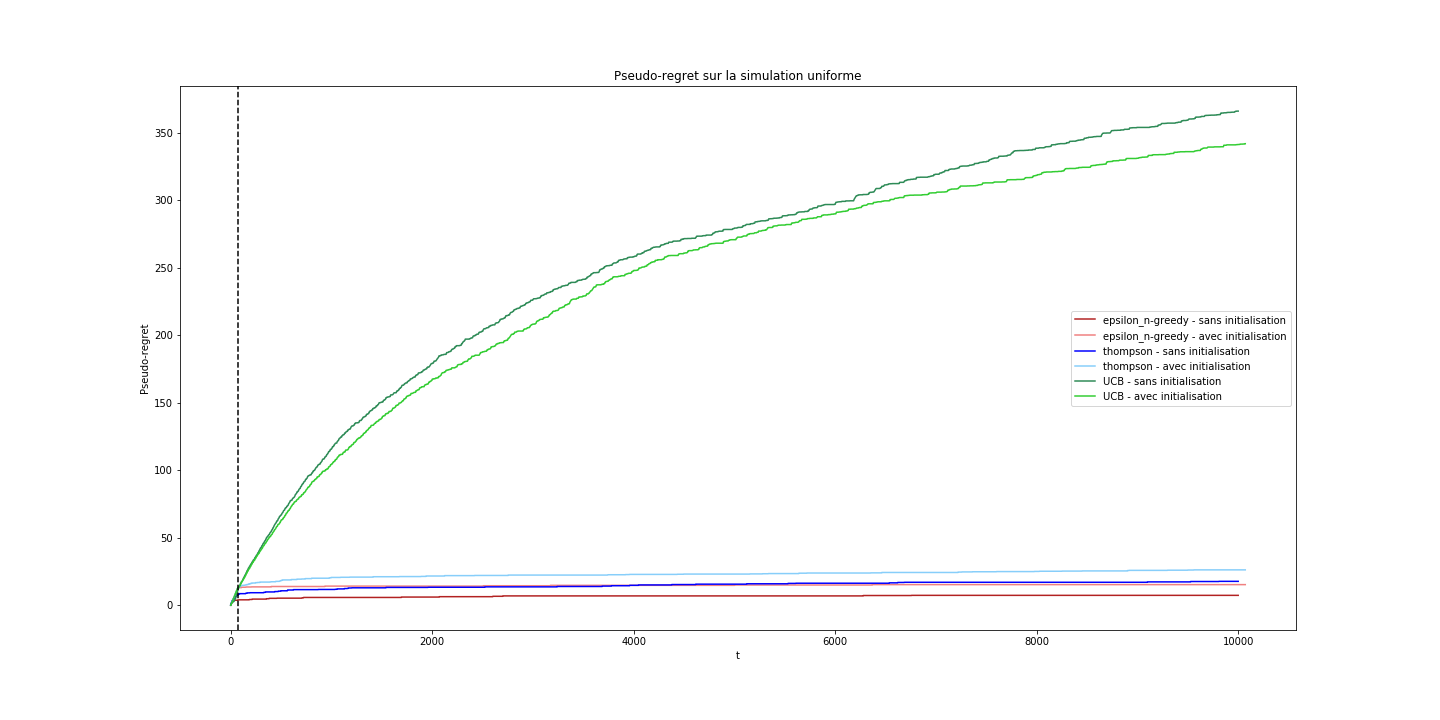 Pseudo-regret sur la simulation uniforme
350
300
250
200
150
100
50
0
Pseudo-regret
epsilon_n-greedy - sans initialisation
epsilon_n-greedy - avec initialisation
thompson - sans initialisation
thompson - avec initialisation
UCB - sans initialisation
UCB - avec initialisation
0 2000 4000 6000 8000 10000
t